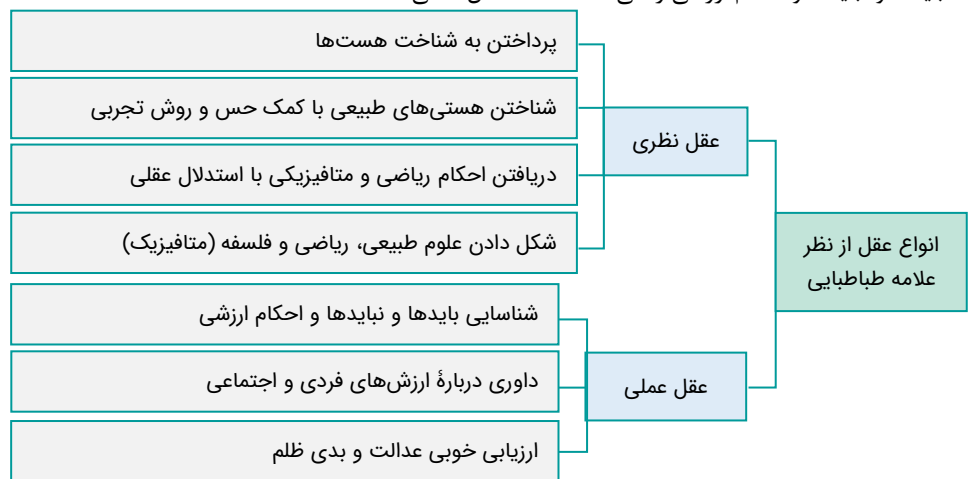 انواع عقل از نظر
علامه طباطبایی
عقل نظری
پرداختن به شناخت هست‌ها
شناختن هستی‌های طبیعی با کمک حس و روش تجربی
دریافتن احکام ریاضی و متافیزیکی با استدلال عقلی
شکل دادن علوم طبیعی، ریاضی و فلسفه (متافیزیک)
عقل عملی
شناسایی بایدها و نبایدها و احکام ارزشی
داوری دربارهٔ ارزش‌های فردی و اجتماعی
ارزیابی خوبی عدالت و بدی ظلم